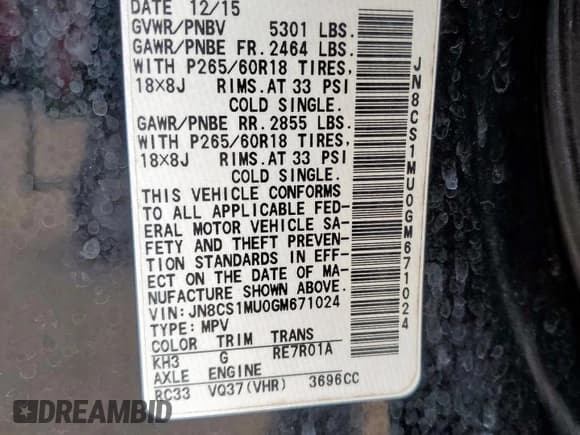 DATE 12/15
GVWR/PNBV 5301 LBS.
GAWR/PNBE FR. 2464 LBS.
WITH P265/60R18 TIRES,
18×8J RIMS. AT 33 PSI
COLD SINGLE.
GAWR/PNBE RR. 2855 LBS.
WITH P265/60R18 TIRES,
18×8J RIMS. AT 33 PSI
COLD SINGLE.
THIS VEHICLE CONFORMS
TO ALL APPLICABLE FED-
ERAL MOTOR VEHICLE SA-
FETY AND THEFT PREVEN-
TION STANDARDS IN EFF-
ECT ON THE DATE OF MA-
NUFACTURE SHOWN ABOVE.
VIN: JN8CS1MU0GM671024
TYPE: MPV
COLOR TRIM TRANS
KH3 G RE7R01A
AXLE ENGINE
RC33 VQ37(VHR) 3696CC
JN8CS1MU0GM671024
DREAMBID